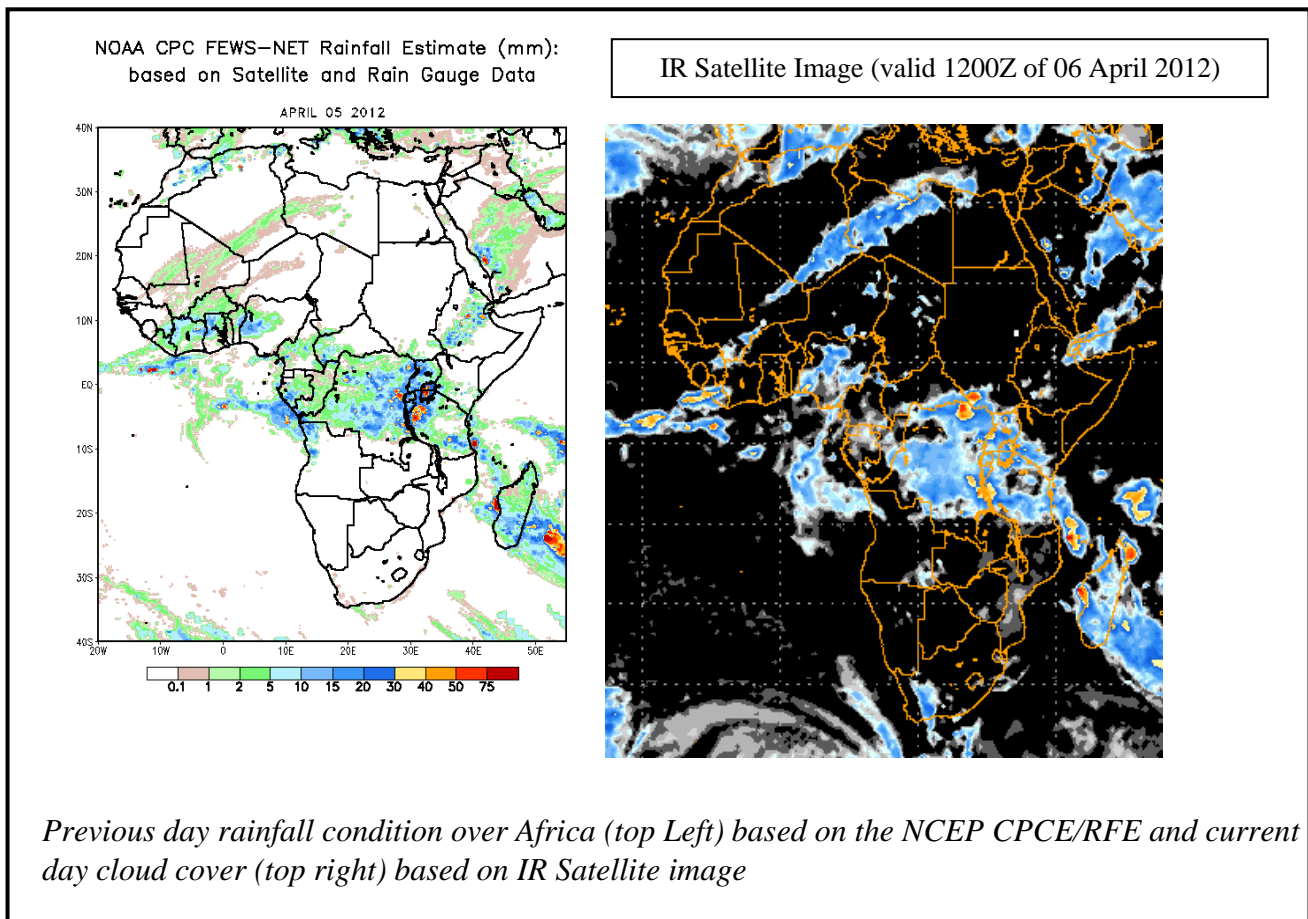 NOAA CPC FEWS-NET Rainfall Estimate (mm):
based on Satellite and Rain Gauge Data
APRIL 05 2012
IR Satellite Image (valid 1200Z of 06 April 2012)
40N
30N
20N
10N
EQ
10S
20S
30S
40S
20W 10W 0 10E 20E 30E 40E 50E
0.1 1 2 5 10 15 20 30 40 50 75
Previous day rainfall condition over Africa (top Left) based on the NCEP CPCE/RFE and current
day cloud cover (top right) based on IR Satellite image